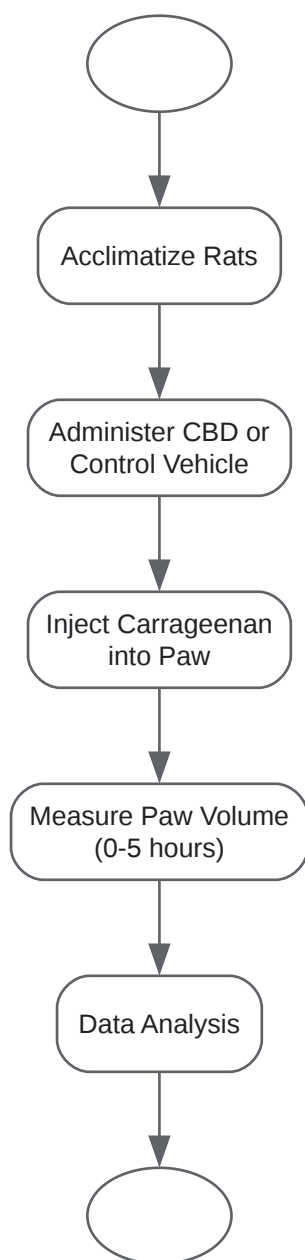 Acclimatize Rats
Administer CBD or
Control Vehicle
Inject Carrageenan
into Paw
Measure Paw Volume
(0-5 hours)
Data Analysis